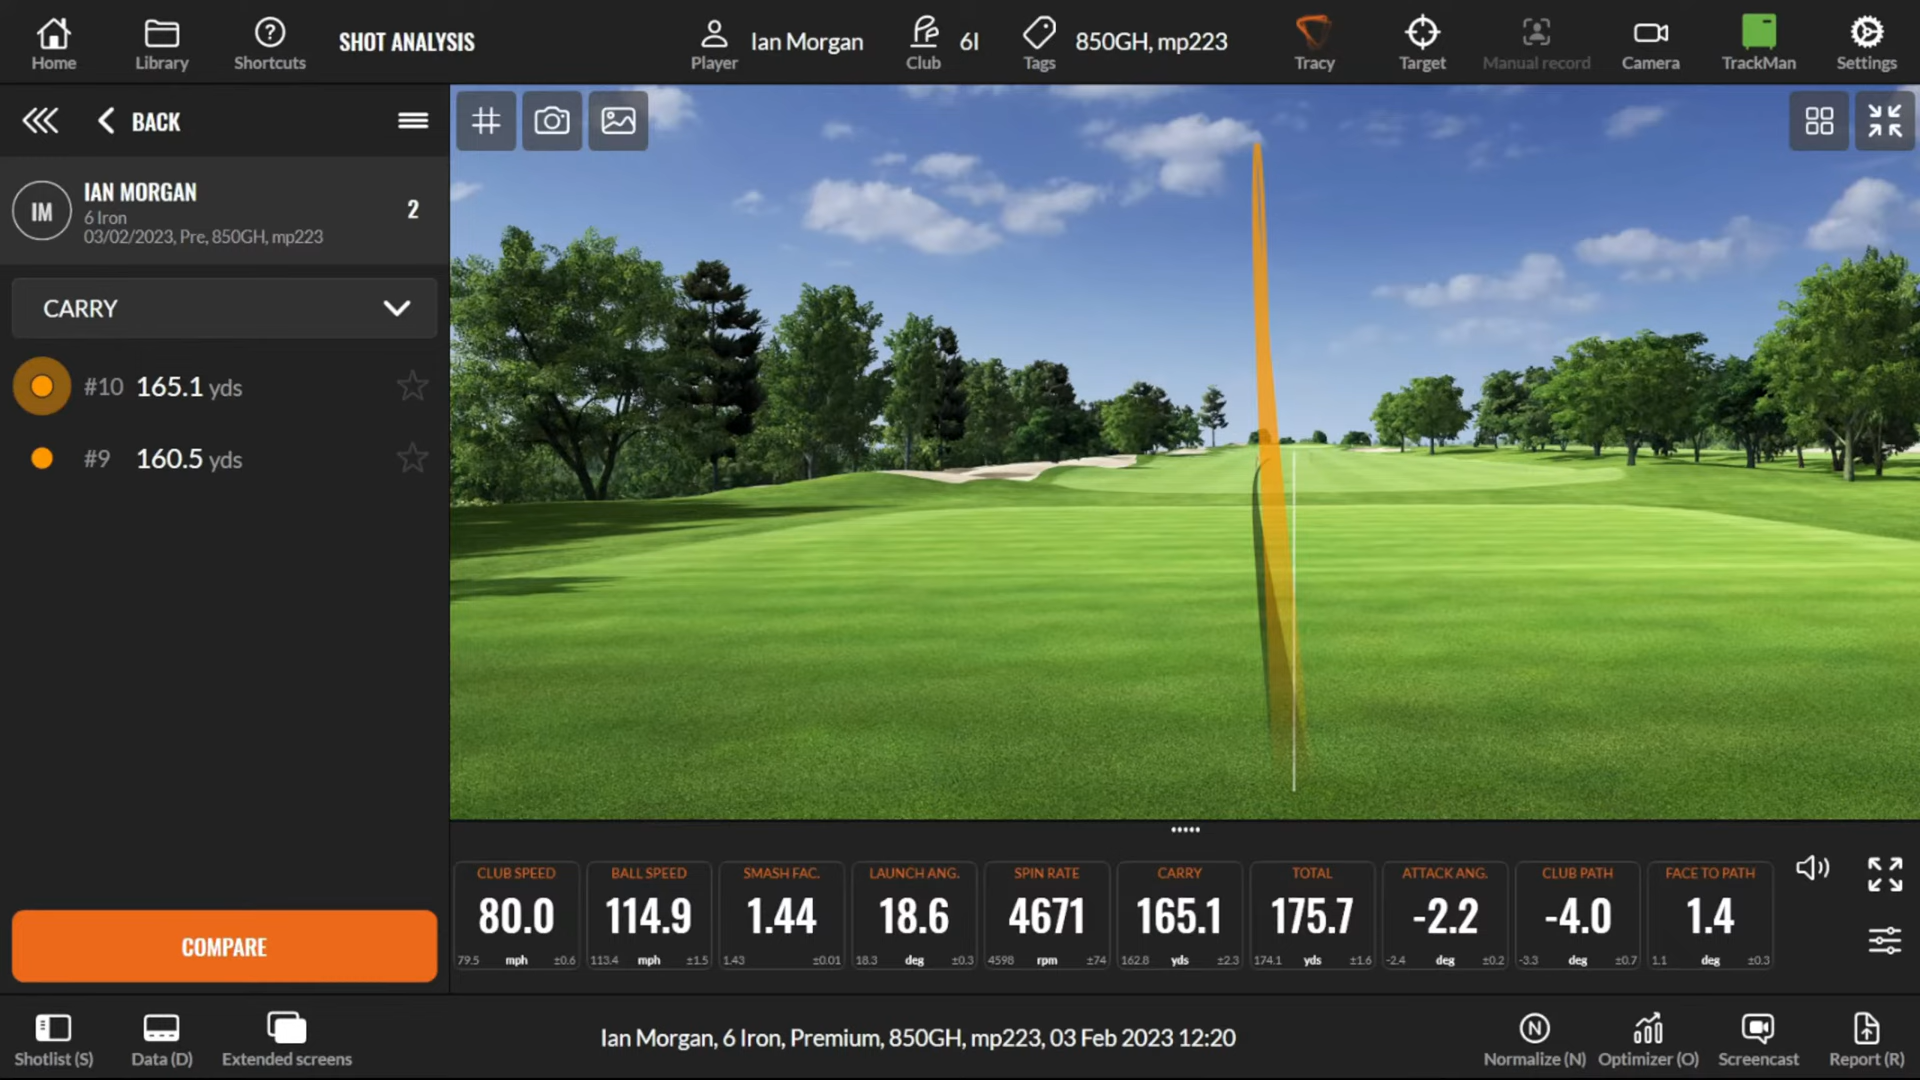 Home
Library
Shortcuts
SHOT ANALYSIS
Player
Ian Morgan
Club
6I
Tags
850GH, mp223
Tracy
Target
Manual record
Camera
TrackMan
Settings
BACK
IM
IAN MORGAN
6 Iron
03/02/2023, Pre, 850GH, mp223
2
CARRY
#10 165.1 yds
#9 160.5 yds
COMPARE
CLUB SPEED
80.0
79.5 mph ±0.6
BALL SPEED
114.9
113.4 mph ±1.5
SMASH FAC.
1.44
1.43 ±0.01
LAUNCH ANG.
18.6
18.3 deg ±0.3
SPIN RATE
4671
4598 rpm ±74
CARRY
165.1
162.8 yds ±2.3
TOTAL
175.7
174.1 yds ±1.6
ATTACK ANG.
-2.2
-2.4 deg ±0.2
CLUB PATH
-4.0
-3.3 deg ±0.7
FACE TO PATH
1.4
1.1 deg ±0.3
Shotlist (S)
Data (D)
Extended screens
Ian Morgan, 6 Iron, Premium, 850GH, mp223, 03 Feb 2023 12:20
N
Normalize (N)
Optimizer (O)
Screencast
Report (R)